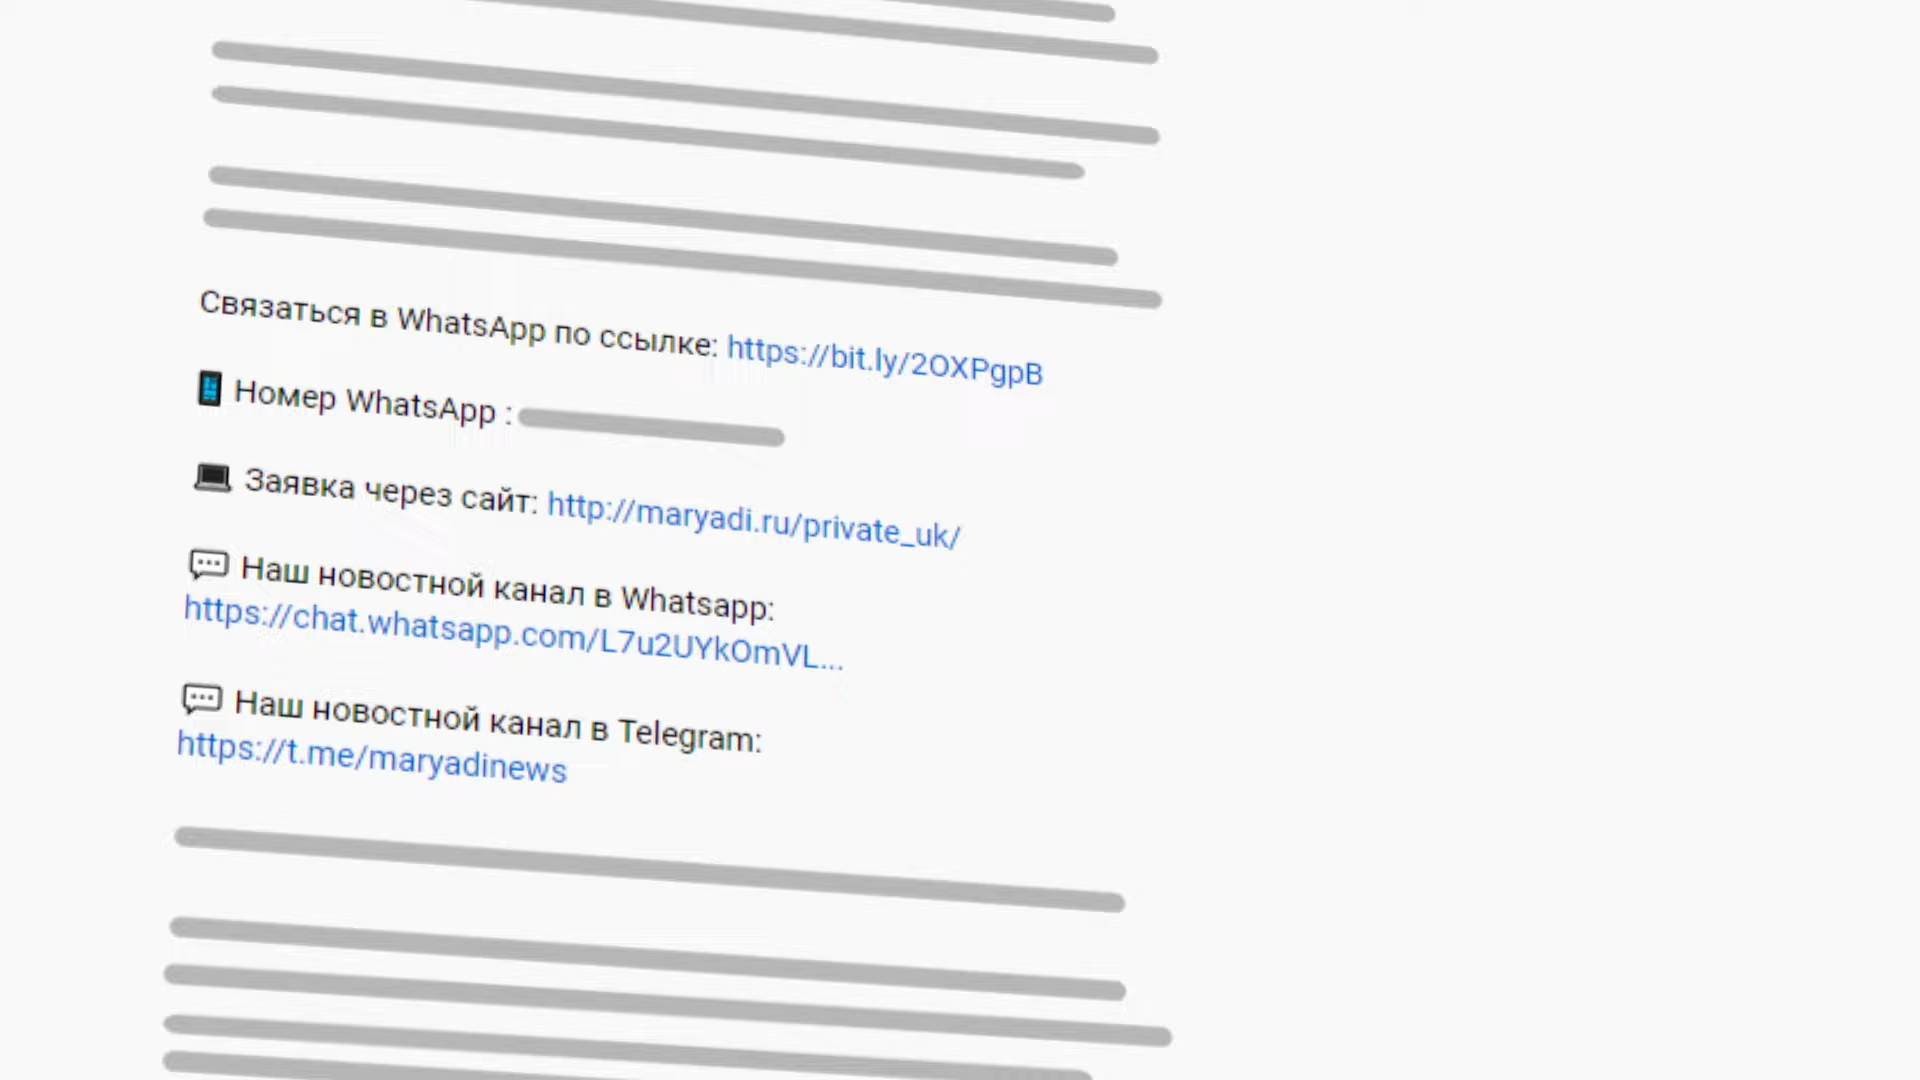 Связаться в WhatsApp по ссылке: https://bit.ly/2OXPgpB
Номер WhatsApp :
Заявка через сайт: http://maryadi.ru/private_uk/
Наш новостной канал в Whatsapp:
https://chat.whatsapp.com/L7u2UYkOmVL...
Наш новостной канал в Telegram:
https://t.me/maryadinews